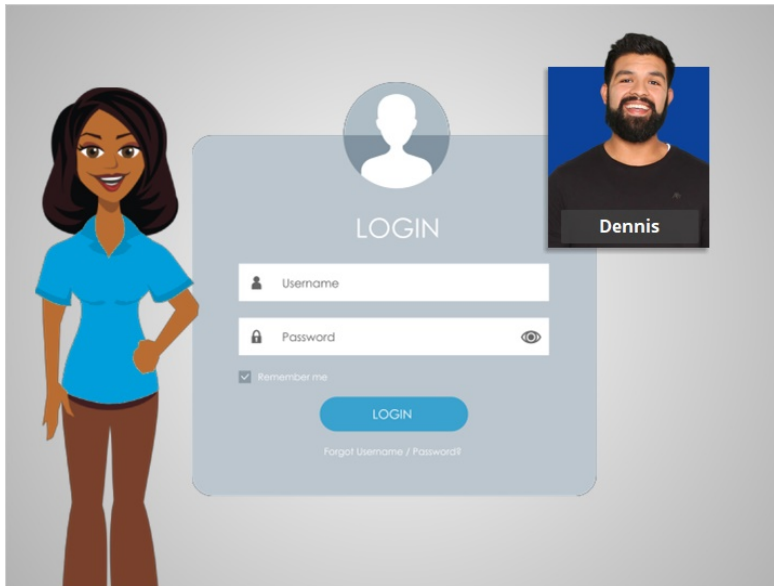 Dennis
LOGIN
Username
Password
Remember me
LOGIN
Forgot Username / Password?